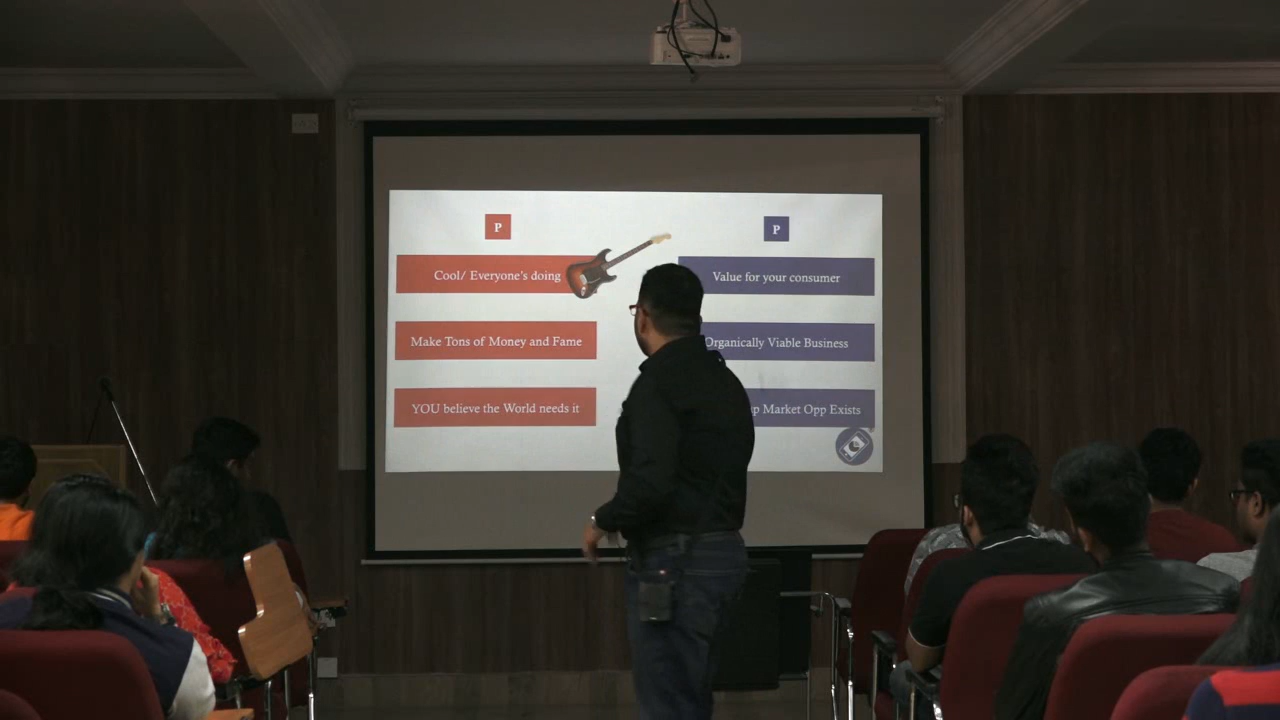 P
Cool/ Everyone's doing
Make Tons of Money and Fame
YOU believe the World needs it
P
Value for your consumer
Organically Viable Business
Market Opp Exists